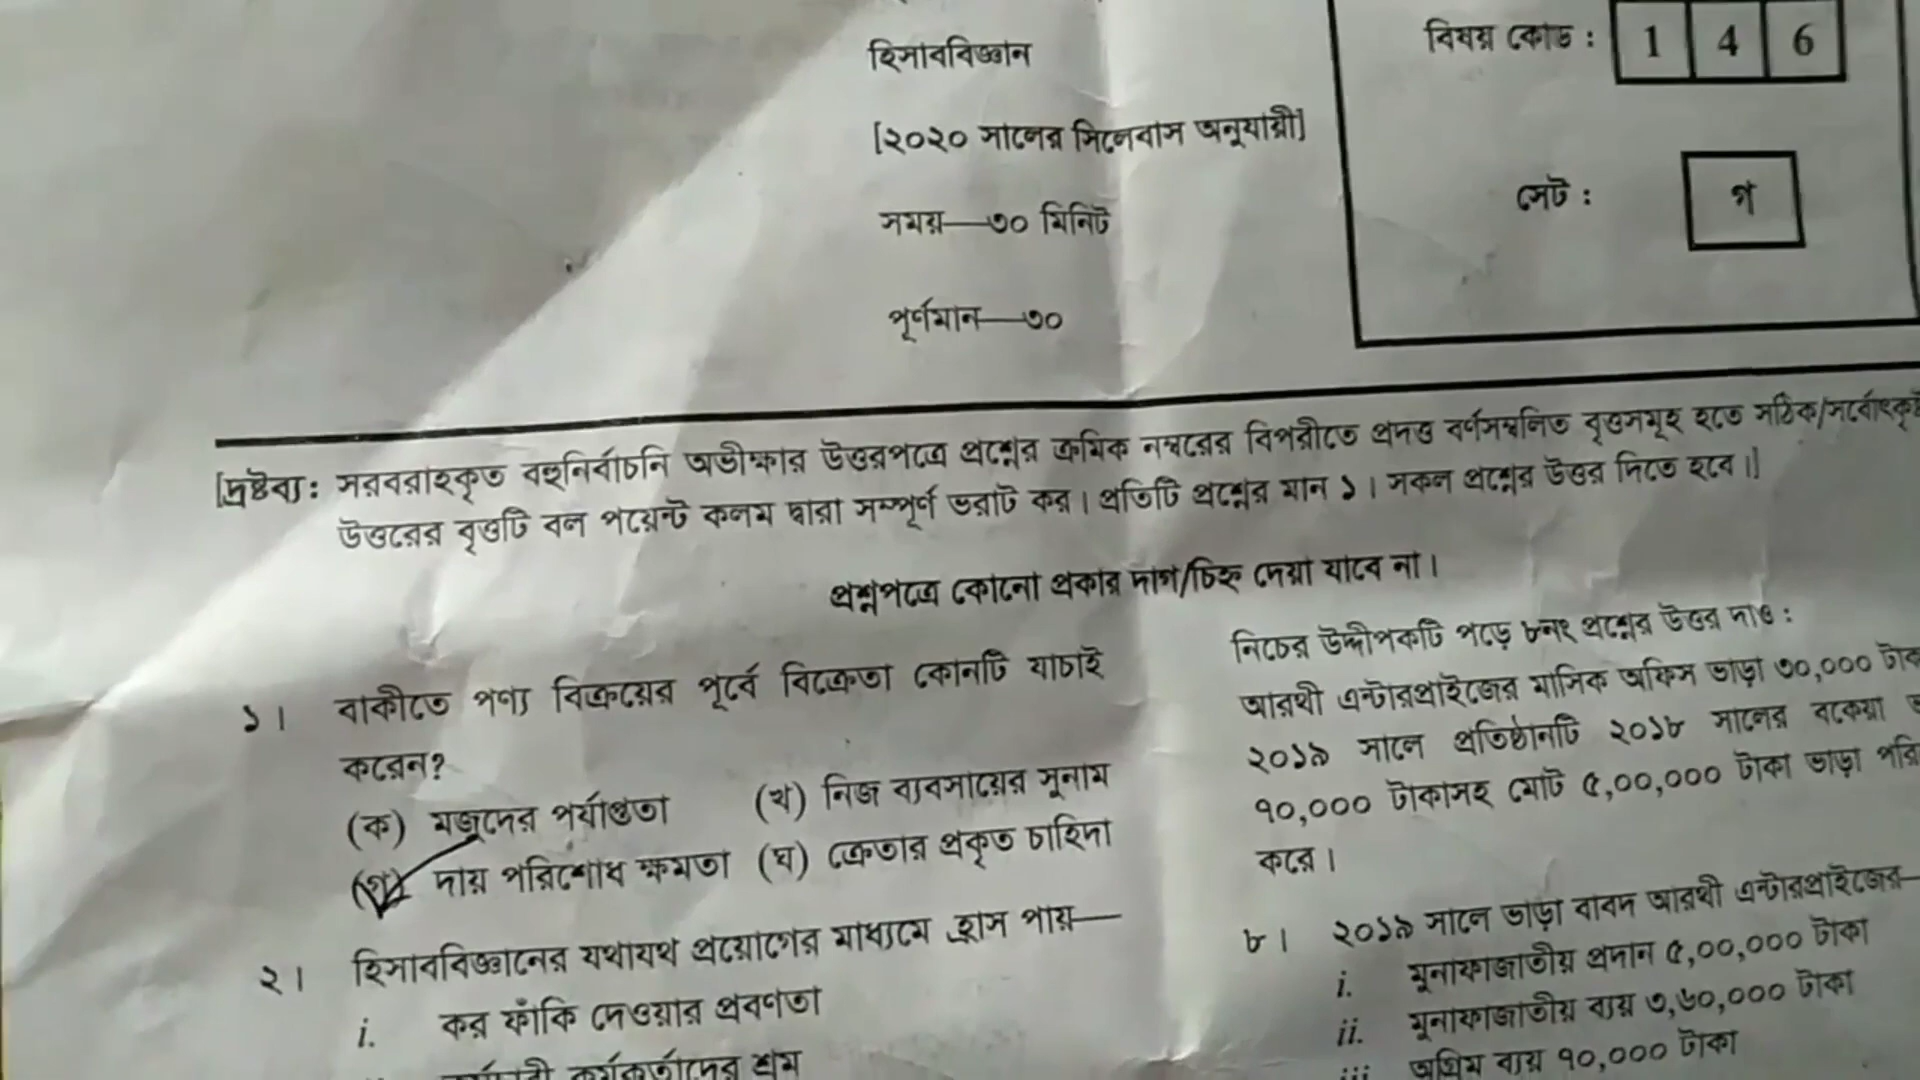 হিসাববিজ্ঞান
[২০২০ সালের সিলেবাস অনুযায়ী]
সময়—৩০ মিনিট
পূর্ণমান—৩০
বিষয় কোড : 1 4 6
সেট : গ
[দ্রষ্টব্য : সরবরাহকৃত বহুনির্বাচনি অভীক্ষার উত্তরপত্রে প্রশ্নের ক্রমিক নম্বরের বিপরীতে প্রদত্ত বর্ণসম্বলিত বৃত্তসমূহ হতে সঠিক/সর্বোৎকৃষ্ট
উত্তরের বৃত্তটি বল পয়েন্ট কলম দ্বারা সম্পূর্ণ ভরাট কর। প্রতিটি প্রশ্নের মান ১। সকল প্রশ্নের উত্তর দিতে হবে।]
প্রশ্নপত্রে কোনো প্রকার দাগ/চিহ্ন দেয়া যাবে না।
১। বাকীতে পণ্য বিক্রয়ের পূর্বে বিক্রেতা কোনটি যাচাই
করেন?
(ক) মজুদের পর্যাপ্ততা (খ) নিজ ব্যবসায়ের সুনাম
(গ) দায় পরিশোধ ক্ষমতা (ঘ) ক্রেতার প্রকৃত চাহিদা
২। হিসাববিজ্ঞানের যথাযথ প্রয়োগের মাধ্যমে হ্রাস পায়—
i. কর ফাঁকি দেওয়ার প্রবণতা
কর্মকর্তাদের শ্রম
নিচের উদ্দীপকটি পড়ে ৮নং প্রশ্নের উত্তর দাও :
আরথী এন্টারপ্রাইজের মাসিক অফিস ভাড়া ৩০,০০০
২০১৯ সালে প্রতিষ্ঠানটি ২০১৮ সালের বকেয়া
৭০,০০০ টাকাসহ মোট ৫,০০,০০০ টাকা ভাড়া
করে।
৮। ২০১৯ সালে ভাড়া বাবদ আরথী এন্টারপ্রাইজের—
i. মুনাফাজাতীয় প্রদান ৫,০০,০০০ টাকা
ii. মুনাফাজাতীয় ব্যয় ৩,৬০,০০০ টাকা
iii. অগ্রিম ব্যয় ৭০,০০০ টাকা